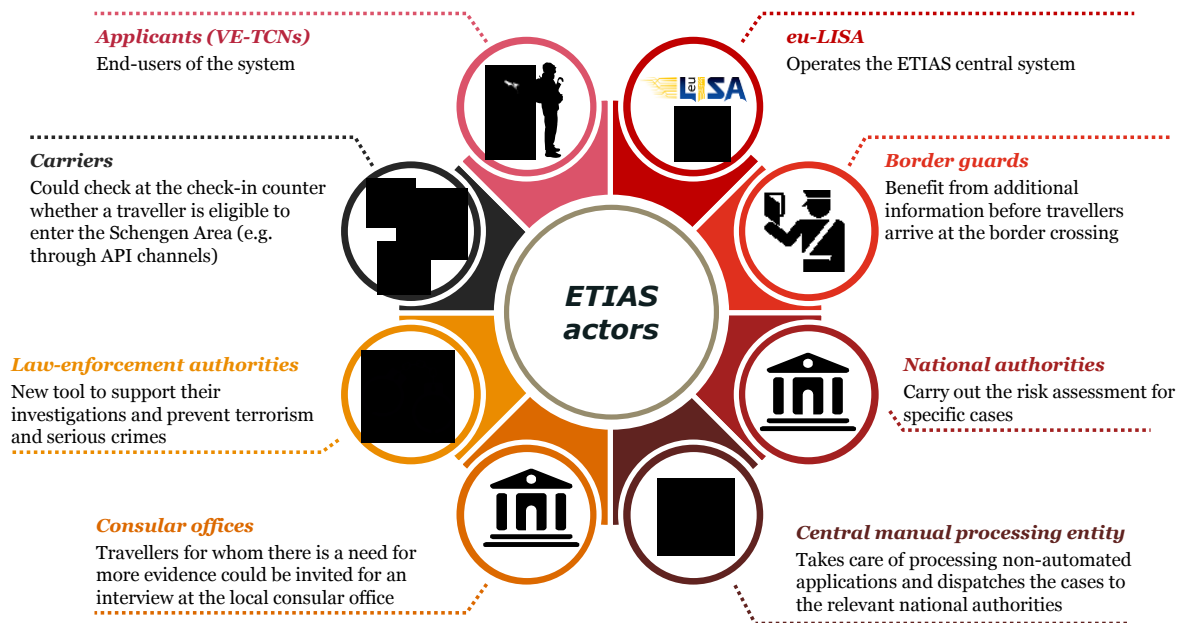 Applicants (VE-TCNs)
End-users of the system
eu-LISA
Operates the ETIAS central system
eu LISA
Carriers
Could check at the check-in counter
whether a traveller is eligible to
enter the Schengen Area (e.g.
through API channels)
Border guards
Benefit from additional
information before travellers
arrive at the border crossing
ETIAS
actors
Law-enforcement authorities
New tool to support their
investigations and prevent terrorism
and serious crimes
National authorities
Carry out the risk assessment for
specific cases
Consular offices
Travellers for whom there is a need for
more evidence could be invited for an
interview at the local consular office
Central manual processing entity
Takes care of processing non-automated
applications and dispatches the cases to
the relevant national authorities